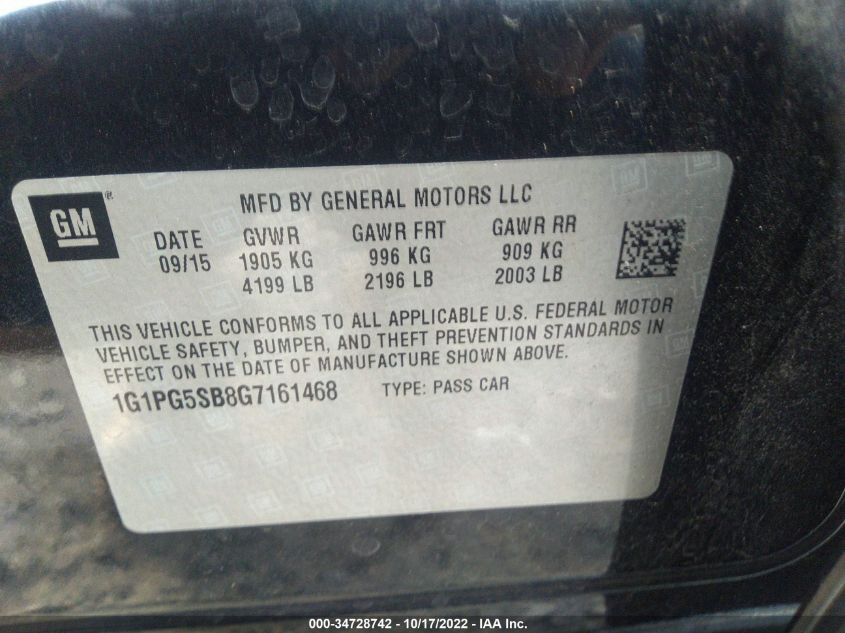 GM®
MFD BY GENERAL MOTORS LLC
DATE GVWR GAWR FRT GAWR RR
09/15 1905 KG 996 KG 909 KG
4199 LB 2196 LB 2003 LB
THIS VEHICLE CONFORMS TO ALL APPLICABLE U.S. FEDERAL MOTOR
VEHICLE SAFETY, BUMPER, AND THEFT PREVENTION STANDARDS IN
EFFECT ON THE DATE OF MANUFACTURE SHOWN ABOVE.
1G1PG5SB8G7161468 TYPE: PASS CAR
000-34728742 / 10/17/2022 - IAA Inc.